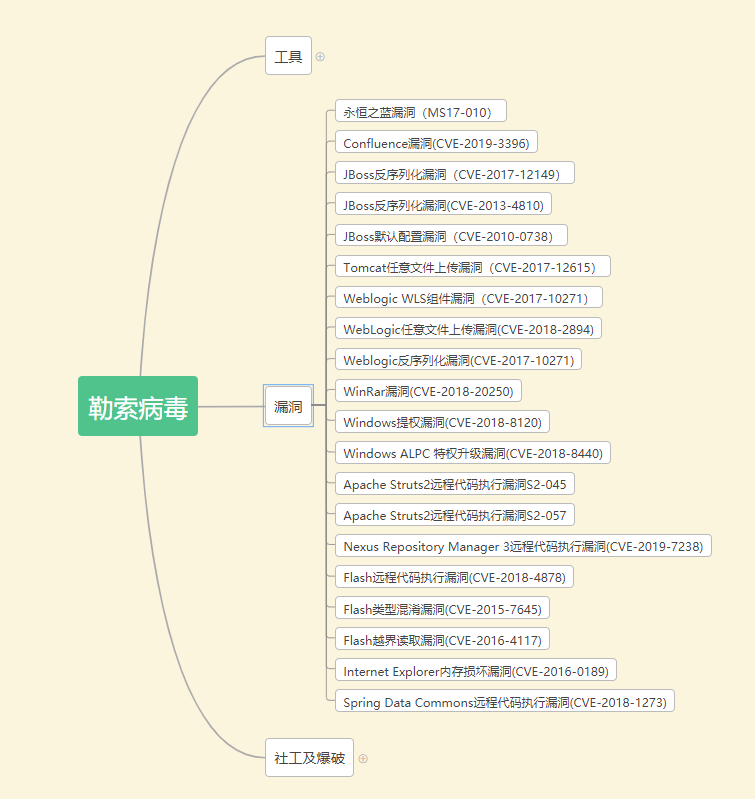 工具
永恒之蓝漏洞（MS17-010）
Confluence漏洞(CVE-2019-3396)
JBoss反序列化漏洞（CVE-2017-12149）
JBoss反序列化漏洞(CVE-2013-4810)
JBoss默认配置漏洞（CVE-2010-0738）
Tomcat任意文件上传漏洞（CVE-2017-12615）
Weblogic WLS组件漏洞（CVE-2017-10271）
WebLogic任意文件上传漏洞(CVE-2018-2894)
Weblogic反序列化漏洞(CVE-2017-10271)
WinRar漏洞(CVE-2018-20250)
勒索病毒
漏洞
Windows提权漏洞(CVE-2018-8120)
Windows ALPC 特权升级漏洞(CVE-2018-8440)
Apache Struts2远程代码执行漏洞S2-045
Apache Struts2远程代码执行漏洞S2-057
Nexus Repository Manager 3远程代码执行漏洞(CVE-2019-7238)
Flash远程代码执行漏洞(CVE-2018-4878)
Flash类型混淆漏洞(CVE-2015-7645)
Flash越界读取漏洞(CVE-2016-4117)
Internet Explorer内存损坏漏洞(CVE-2016-0189)
Spring Data Commons远程代码执行漏洞(CVE-2018-1273)
社工及爆破